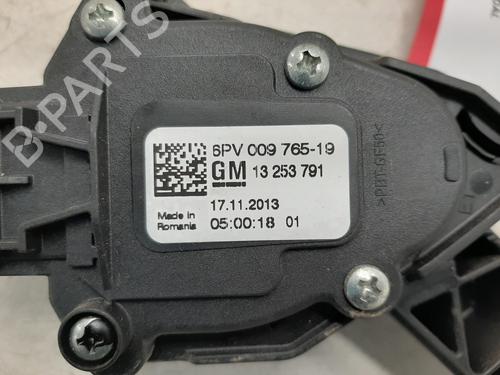 6PV 009 765-19
GM 13 253 791
17.11.2013
Made in
Romania
05:00:18 01
>PBT-GF30<
B-PARTS